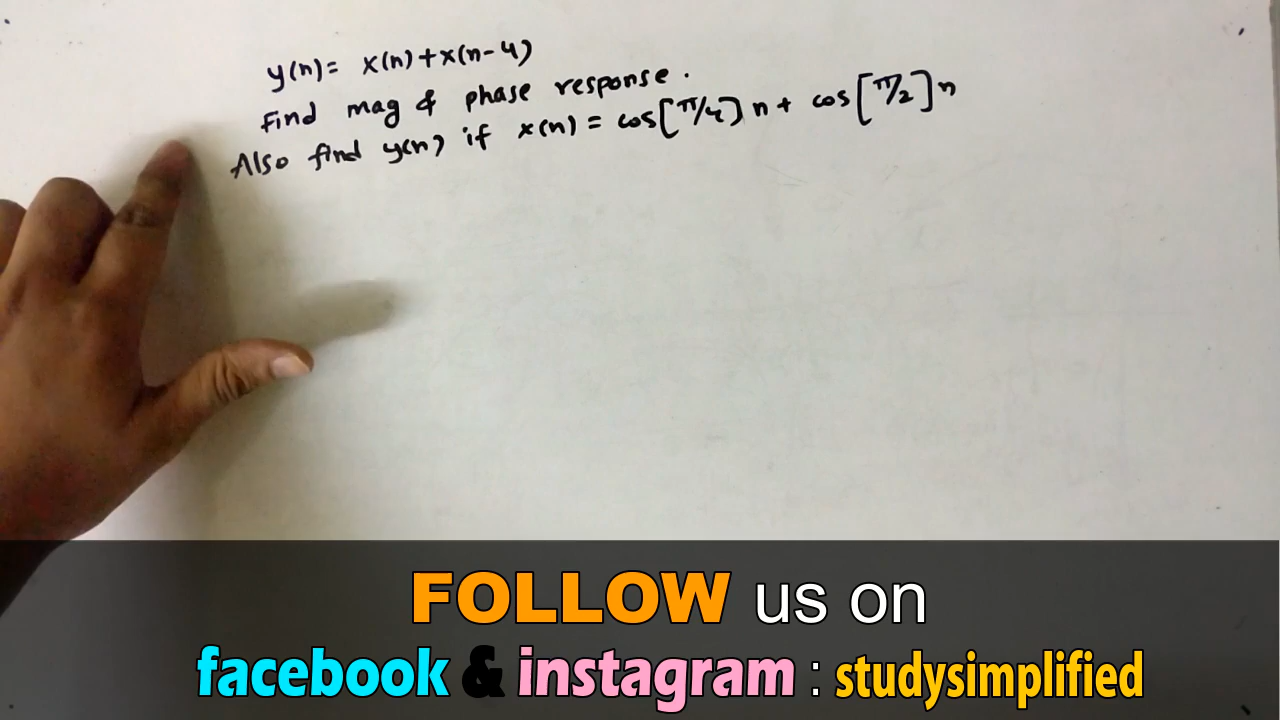 y(n)= x(n)+x(n-4)
Find mag & phase response.
Also find y(n) if x(n) = cos[π/4] n + cos[π/2]n
FOLLOW us on
facebook & instagram : studysimplified